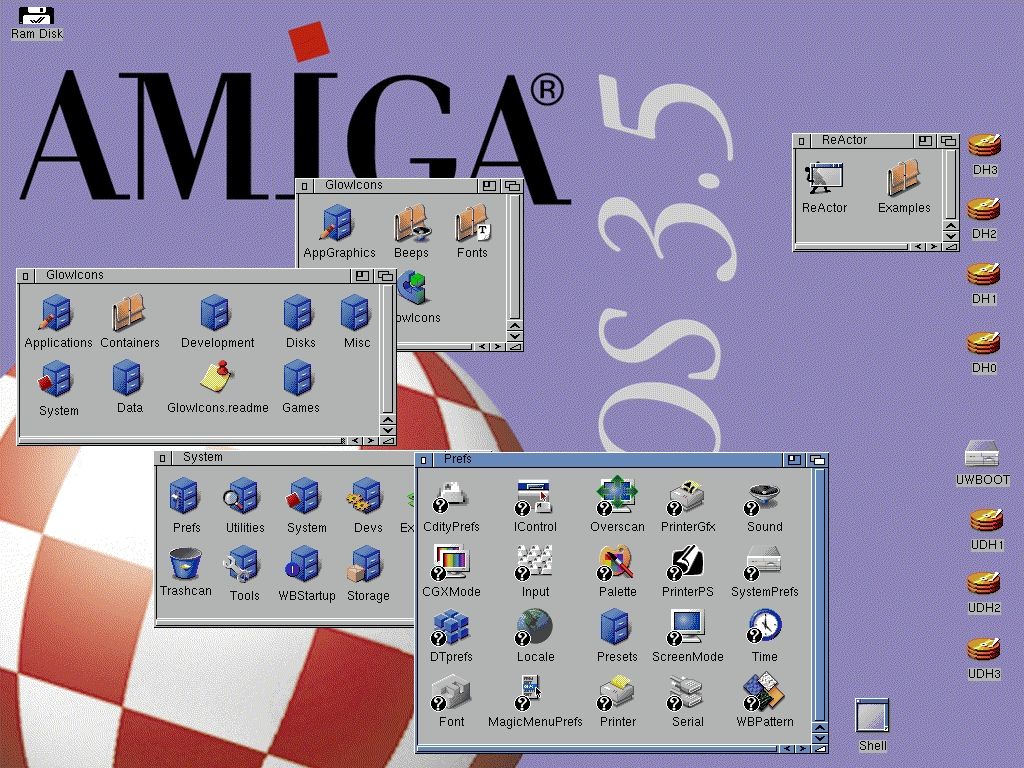 Ram Disk
AMIGA®
OS 3.5
ReActor
ReActor
Examples
DH3
DH2
DH1
DH0
UWBOOT
UDH1
UDH2
UDH3
GlowIcons
AppGraphics
Beeps
Fonts
T
owIcons
GlowIcons
Applications
Containers
Development
Disks
Misc
System
Data
GlowIcons.readme
Games
System
Prefs
Utilities
System
Devs
Ex
Trashcan
Tools
WBStartup
Storage
Prefs
CdityPrefs
IControl
Overscan
PrinterGfx
Sound
CGXMode
Input
Palette
PrinterPS
SystemPrefs
DTprefs
Locale
Presets
ScreenMode
Time
Font
MagicMenuPrefs
Printer
Serial
WBPattern
Shell